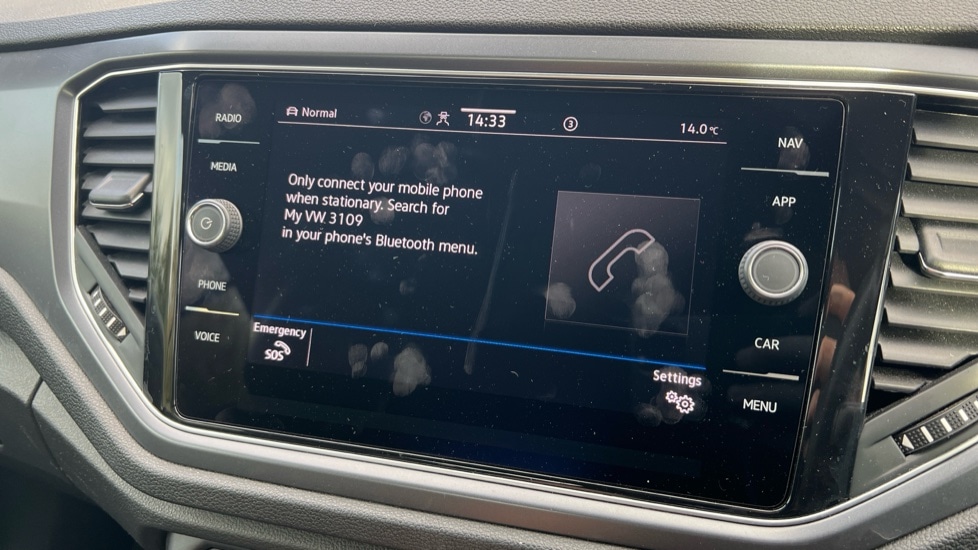 RADIO
MEDIA
PHONE
VOICE
Normal
14:33
3
14.0°C
Only connect your mobile phone
when stationary. Search for
My VW 3109
in your phone's Bluetooth menu.
Emergency
SOS
Settings
NAV
APP
CAR
MENU